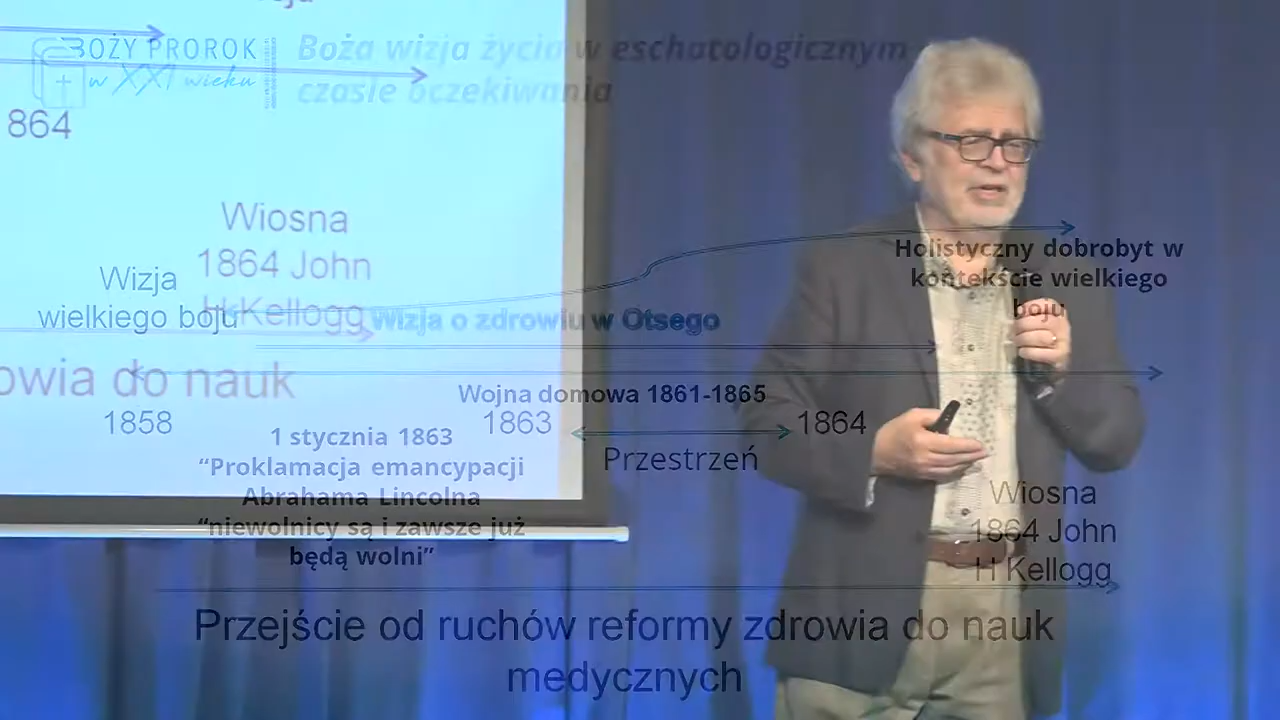 BOŻY PROROK
w XXI wieku
Boża wizja życia w eschatologicznym
czasie oczekiwania
864
Wiosna
1864 John
H Kellogg
owia do nauk
Wizja
wielkiego boju
Wizja o zdrowiu w Otsego
Holistyczny dobrobyt w
kontekście wielkiego
boju
Wojna domowa 1861-1865
1858
1863
1864
Przestrzeń
1 stycznia 1863
“Proklamacja emancypacji
Abrahama Lincolna
“niewolnicy są i zawsze już
będą wolni”
Wiosna
1864 John
H Kellogg
Przejście od ruchów reformy zdrowia do nauk
medycznych